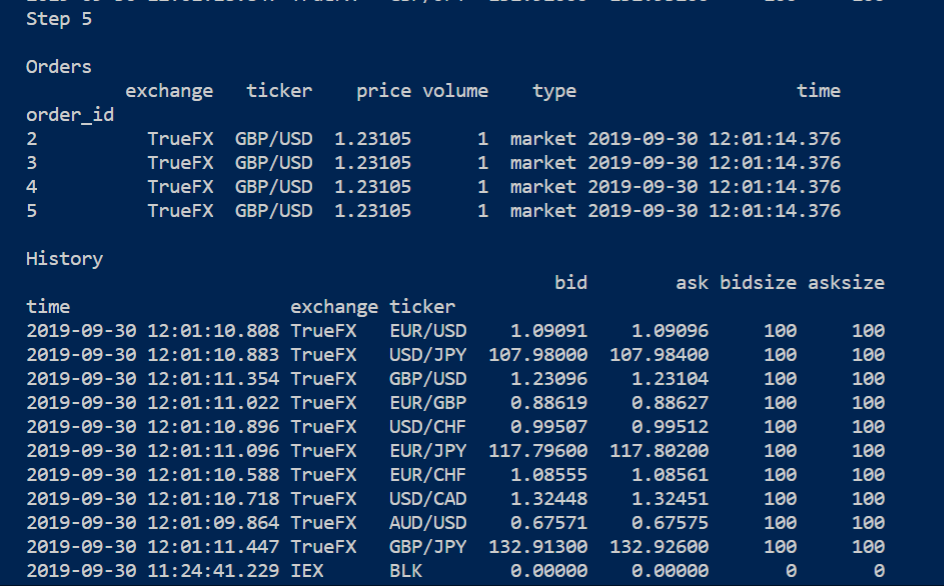 Step 5
Orders
exchange ticker price volume type time
order_id
2 TrueFX GBP/USD 1.23105 1 market 2019-09-30 12:01:14.376
3 TrueFX GBP/USD 1.23105 1 market 2019-09-30 12:01:14.376
4 TrueFX GBP/USD 1.23105 1 market 2019-09-30 12:01:14.376
5 TrueFX GBP/USD 1.23105 1 market 2019-09-30 12:01:14.376
History
bid ask bidsize asksize
time exchange ticker
2019-09-30 12:01:10.808 TrueFX EUR/USD 1.09091 1.09096 100 100
2019-09-30 12:01:10.883 TrueFX USD/JPY 107.98000 107.98400 100 100
2019-09-30 12:01:11.354 TrueFX GBP/USD 1.23096 1.23104 100 100
2019-09-30 12:01:11.022 TrueFX EUR/GBP 0.88619 0.88627 100 100
2019-09-30 12:01:10.896 TrueFX USD/CHF 0.99507 0.99512 100 100
2019-09-30 12:01:11.096 TrueFX EUR/JPY 117.79600 117.80200 100 100
2019-09-30 12:01:10.588 TrueFX EUR/CHF 1.08555 1.08561 100 100
2019-09-30 12:01:10.718 TrueFX USD/CAD 1.32448 1.32451 100 100
2019-09-30 12:01:09.864 TrueFX AUD/USD 0.67571 0.67575 100 100
2019-09-30 12:01:11.447 TrueFX GBP/JPY 132.91300 132.92600 100 100
2019-09-30 11:24:41.229 IEX BLK 0.00000 0.00000 0 0